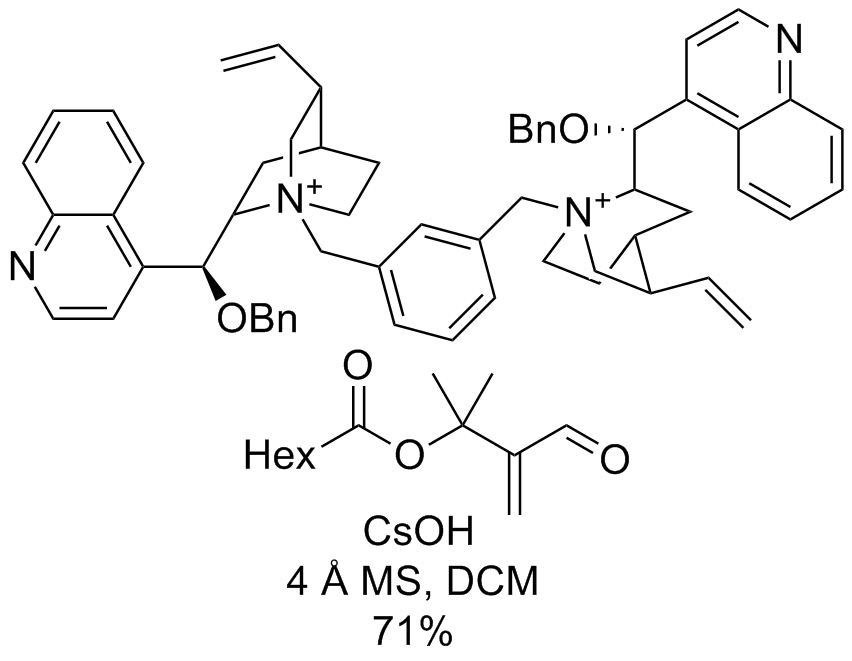 N
BnO
N+
N+
N
OBn
O
Hex
O
O
CsOH
4 Å MS, DCM
71%